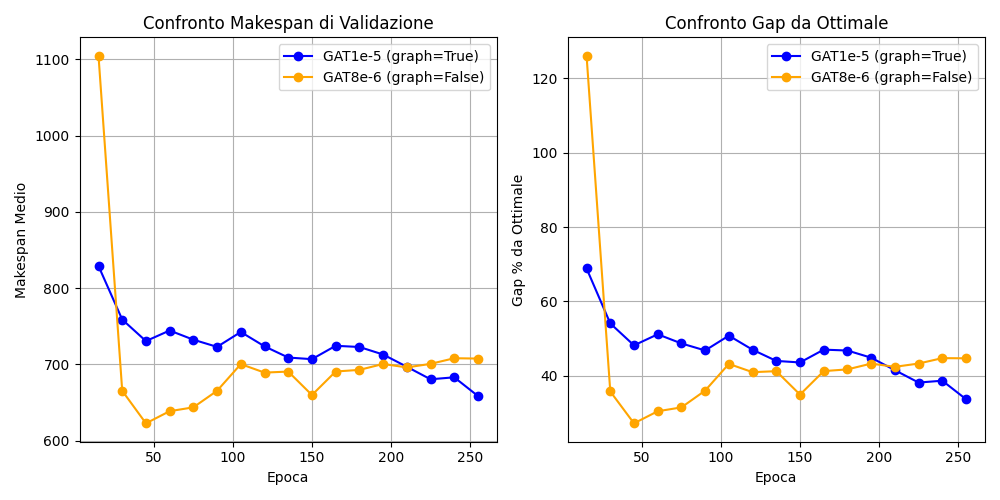 Confronto Makespan di Validazione
GAT1e-5 (graph=True)
GAT8e-6 (graph=False)
1100
1000
900
800
700
600
Makespan Medio
50
100
150
200
250
Epoca
Confronto Gap da Ottimale
GAT1e-5 (graph=True)
GAT8e-6 (graph=False)
120
100
80
60
40
Gap % da Ottimale
50
100
150
200
250
Epoca